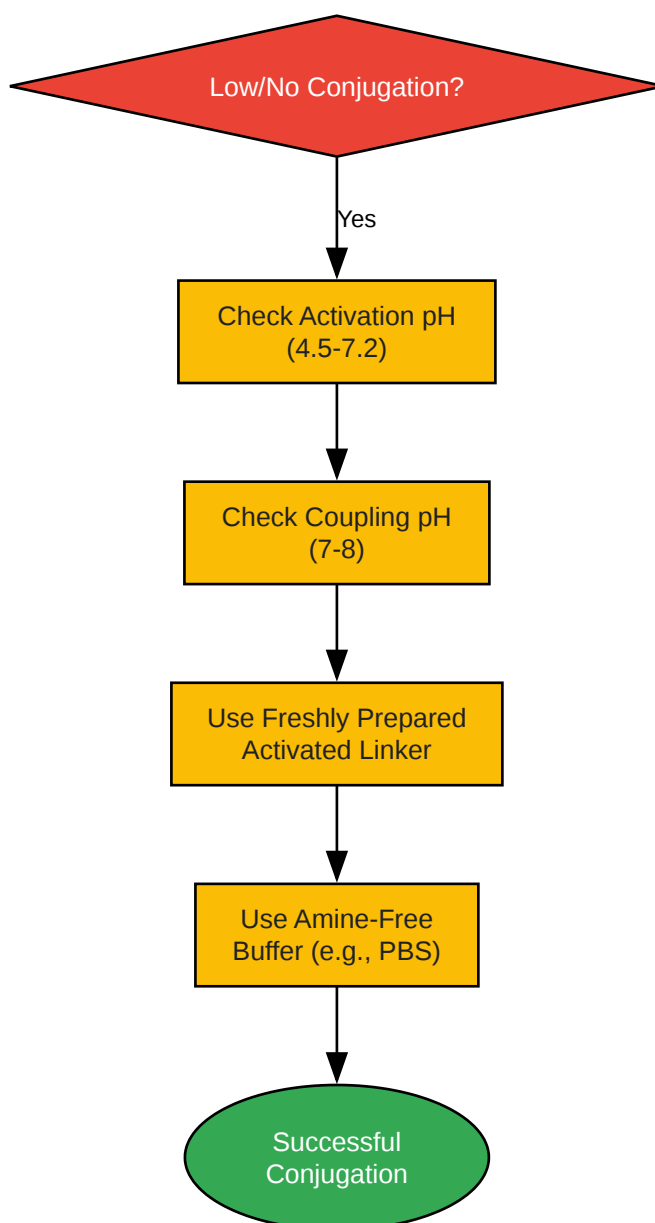 Low/No Conjugation?
Yes
Check Activation pH
(4.5-7.2)
Check Coupling pH
(7-8)
Use Freshly Prepared
Activated Linker
Use Amine-Free
Buffer (e.g., PBS)
Successful
Conjugation